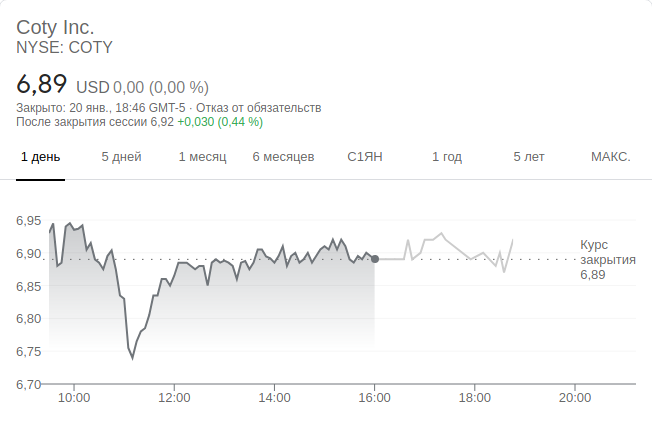 Coty Inc.
NYSE: COTY
6,89 USD 0,00 (0,00 %)
Закрыто: 20 янв., 18:46 GMT-5 · Отказ от обязательств
После закрытия сессии 6,92 +0,030 (0,44 %)
1 день 5 дней 1 месяц 6 месяцев С1ЯН 1 год 5 лет МАКС.
6,95
6,90
6,85
6,80
6,75
6,70
Курс
закрытия
6,89
10:00 12:00 14:00 16:00 18:00 20:00